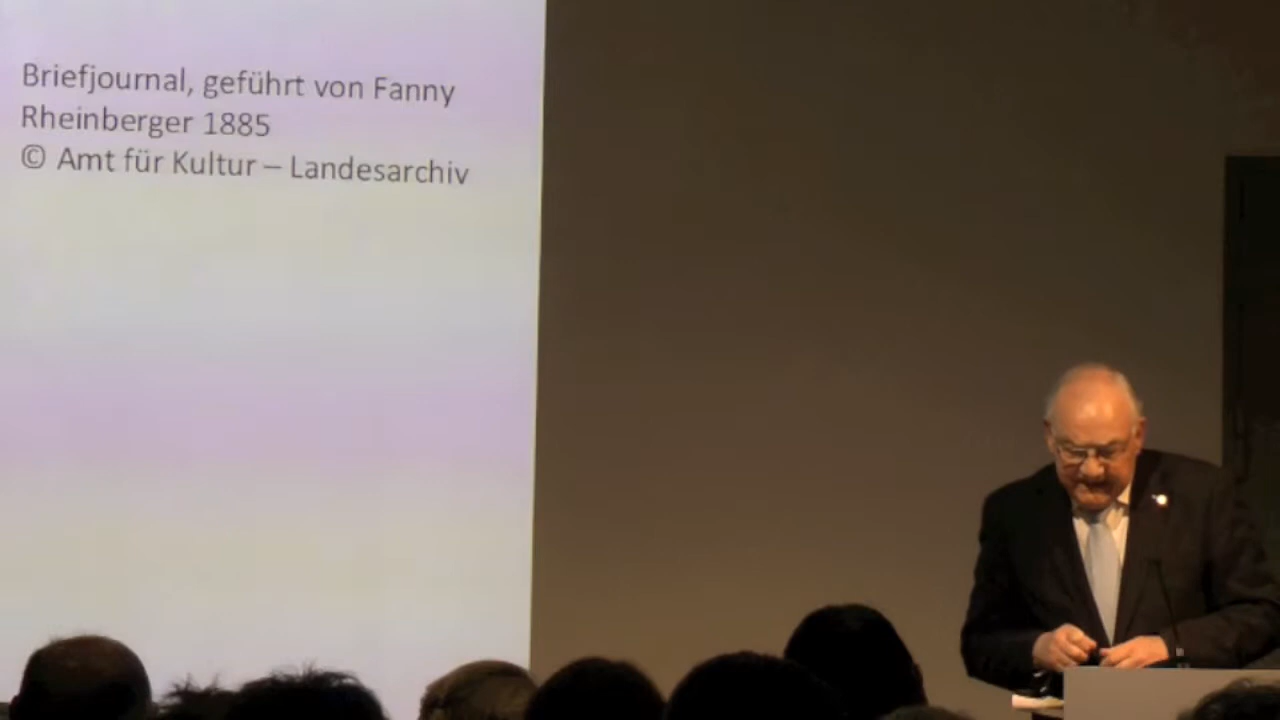 Briefjournal, geführt von Fanny
Rheinberger 1885
© Amt für Kultur – Landesarchiv